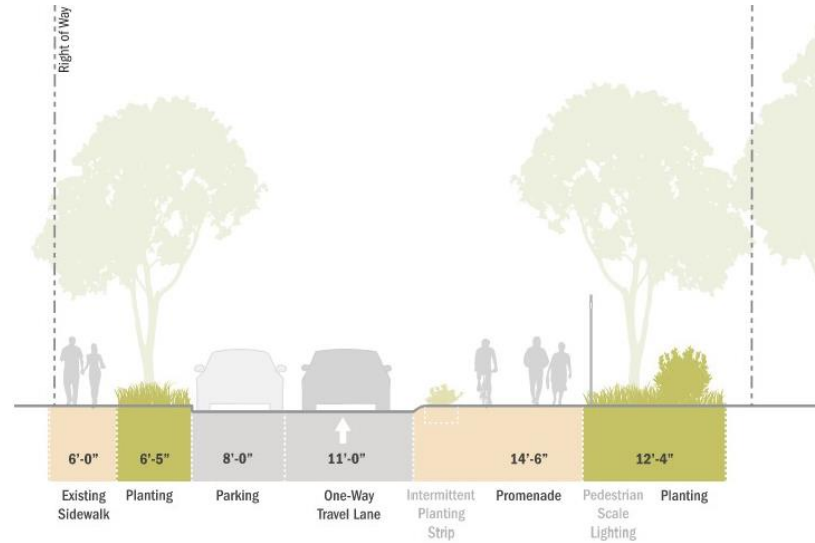 Right of Way
6’-0”
6’-5”
8’-0”
11’-0”
14’-6”
12’-4”
Existing
Sidewalk
Planting
Parking
One-Way
Travel Lane
Intermittent
Planting
Strip
Promenade
Pedestrian
Scale
Lighting
Planting